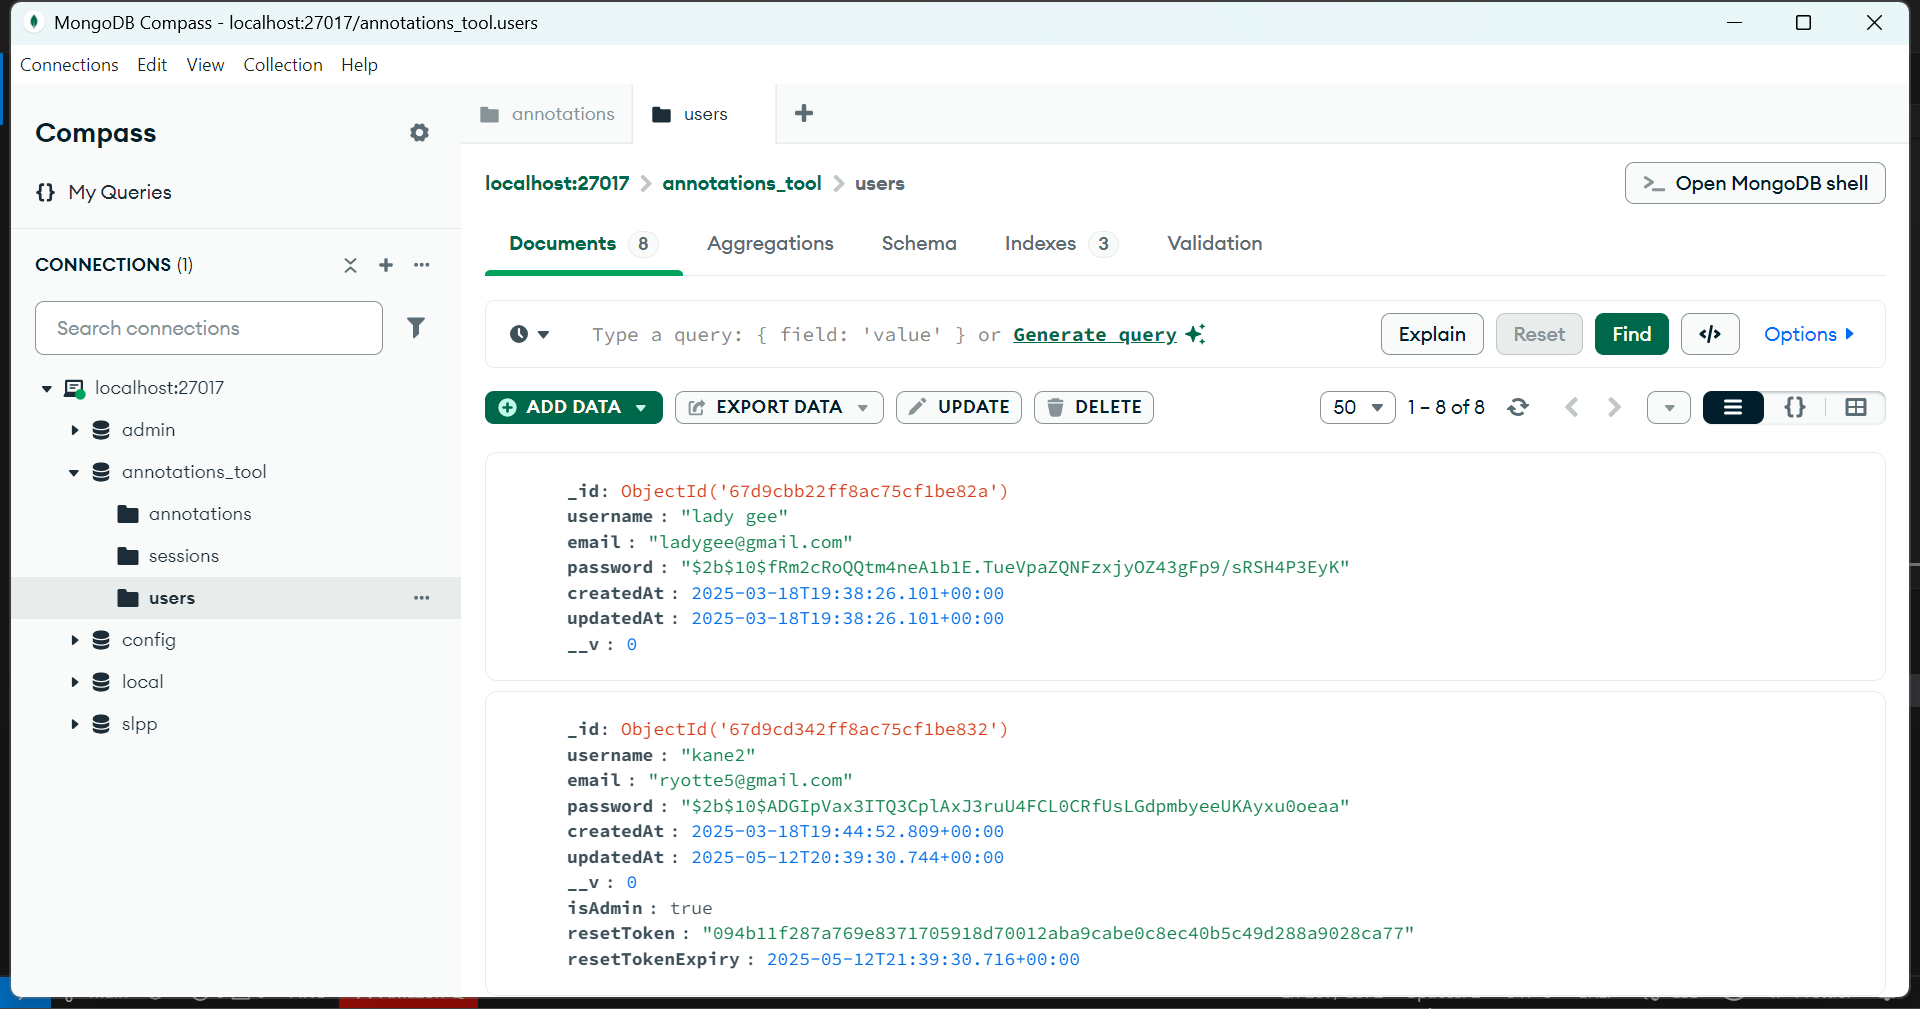 MongoDB Compass - localhost:27017/annotations_tool.users
Connections Edit View Collection Help
Compass
{} My Queries
CONNECTIONS (1)
Search connections
localhost:27017
admin
annotations_tool
annotations
sessions
users
config
local
slpp
annotations users
localhost:27017 > annotations_tool > users
>_ Open MongoDB shell
Documents 8 Aggregations Schema Indexes 3 Validation
Type a query: { field: 'value' } or Generate query
Explain Reset Find </> Options
ADD DATA EXPORT DATA UPDATE DELETE
50 1 – 8 of 8 {}
_id: ObjectId('67d9cbb22ff8ac75cf1be82a')
username : "lady gee"
email : "ladygee@gmail.com"
password : "$2b$10$fRm2cRoQQtm4neA1b1E.TueVpaZQNFzxjyOZ43gFp9/sRSH4P3EyK"
createdAt : 2025-03-18T19:38:26.101+00:00
updatedAt : 2025-03-18T19:38:26.101+00:00
__v : 0
_id: ObjectId('67d9cd342ff8ac75cf1be832')
username : "kane2"
email : "ryotte5@gmail.com"
password : "$2b$10$ADGIpVax3ITQ3CplAxJ3ruU4FCL0CRfUsLGdpmbyeeUKAyxu0oeaa"
createdAt : 2025-03-18T19:44:52.809+00:00
updatedAt : 2025-05-12T20:39:30.744+00:00
__v : 0
isAdmin : true
resetToken : "094b11f287a769e8371705918d70012aba9cabe0c8ec40b5c49d288a9028ca77"
resetTokenExpiry : 2025-05-12T21:39:30.716+00:00